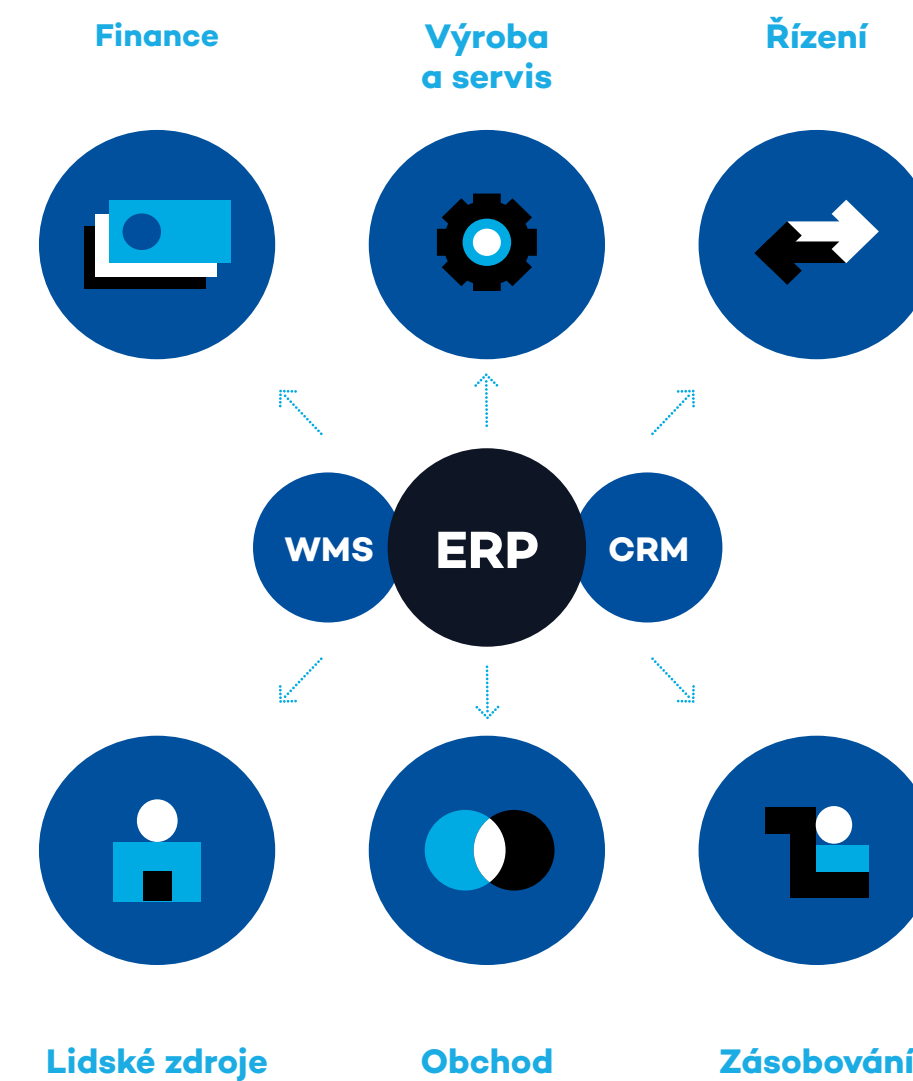 Finance
Výroba
a servis
Řízení
WMS
ERP
CRM
Lidské zdroje
Obchod
Zásobování